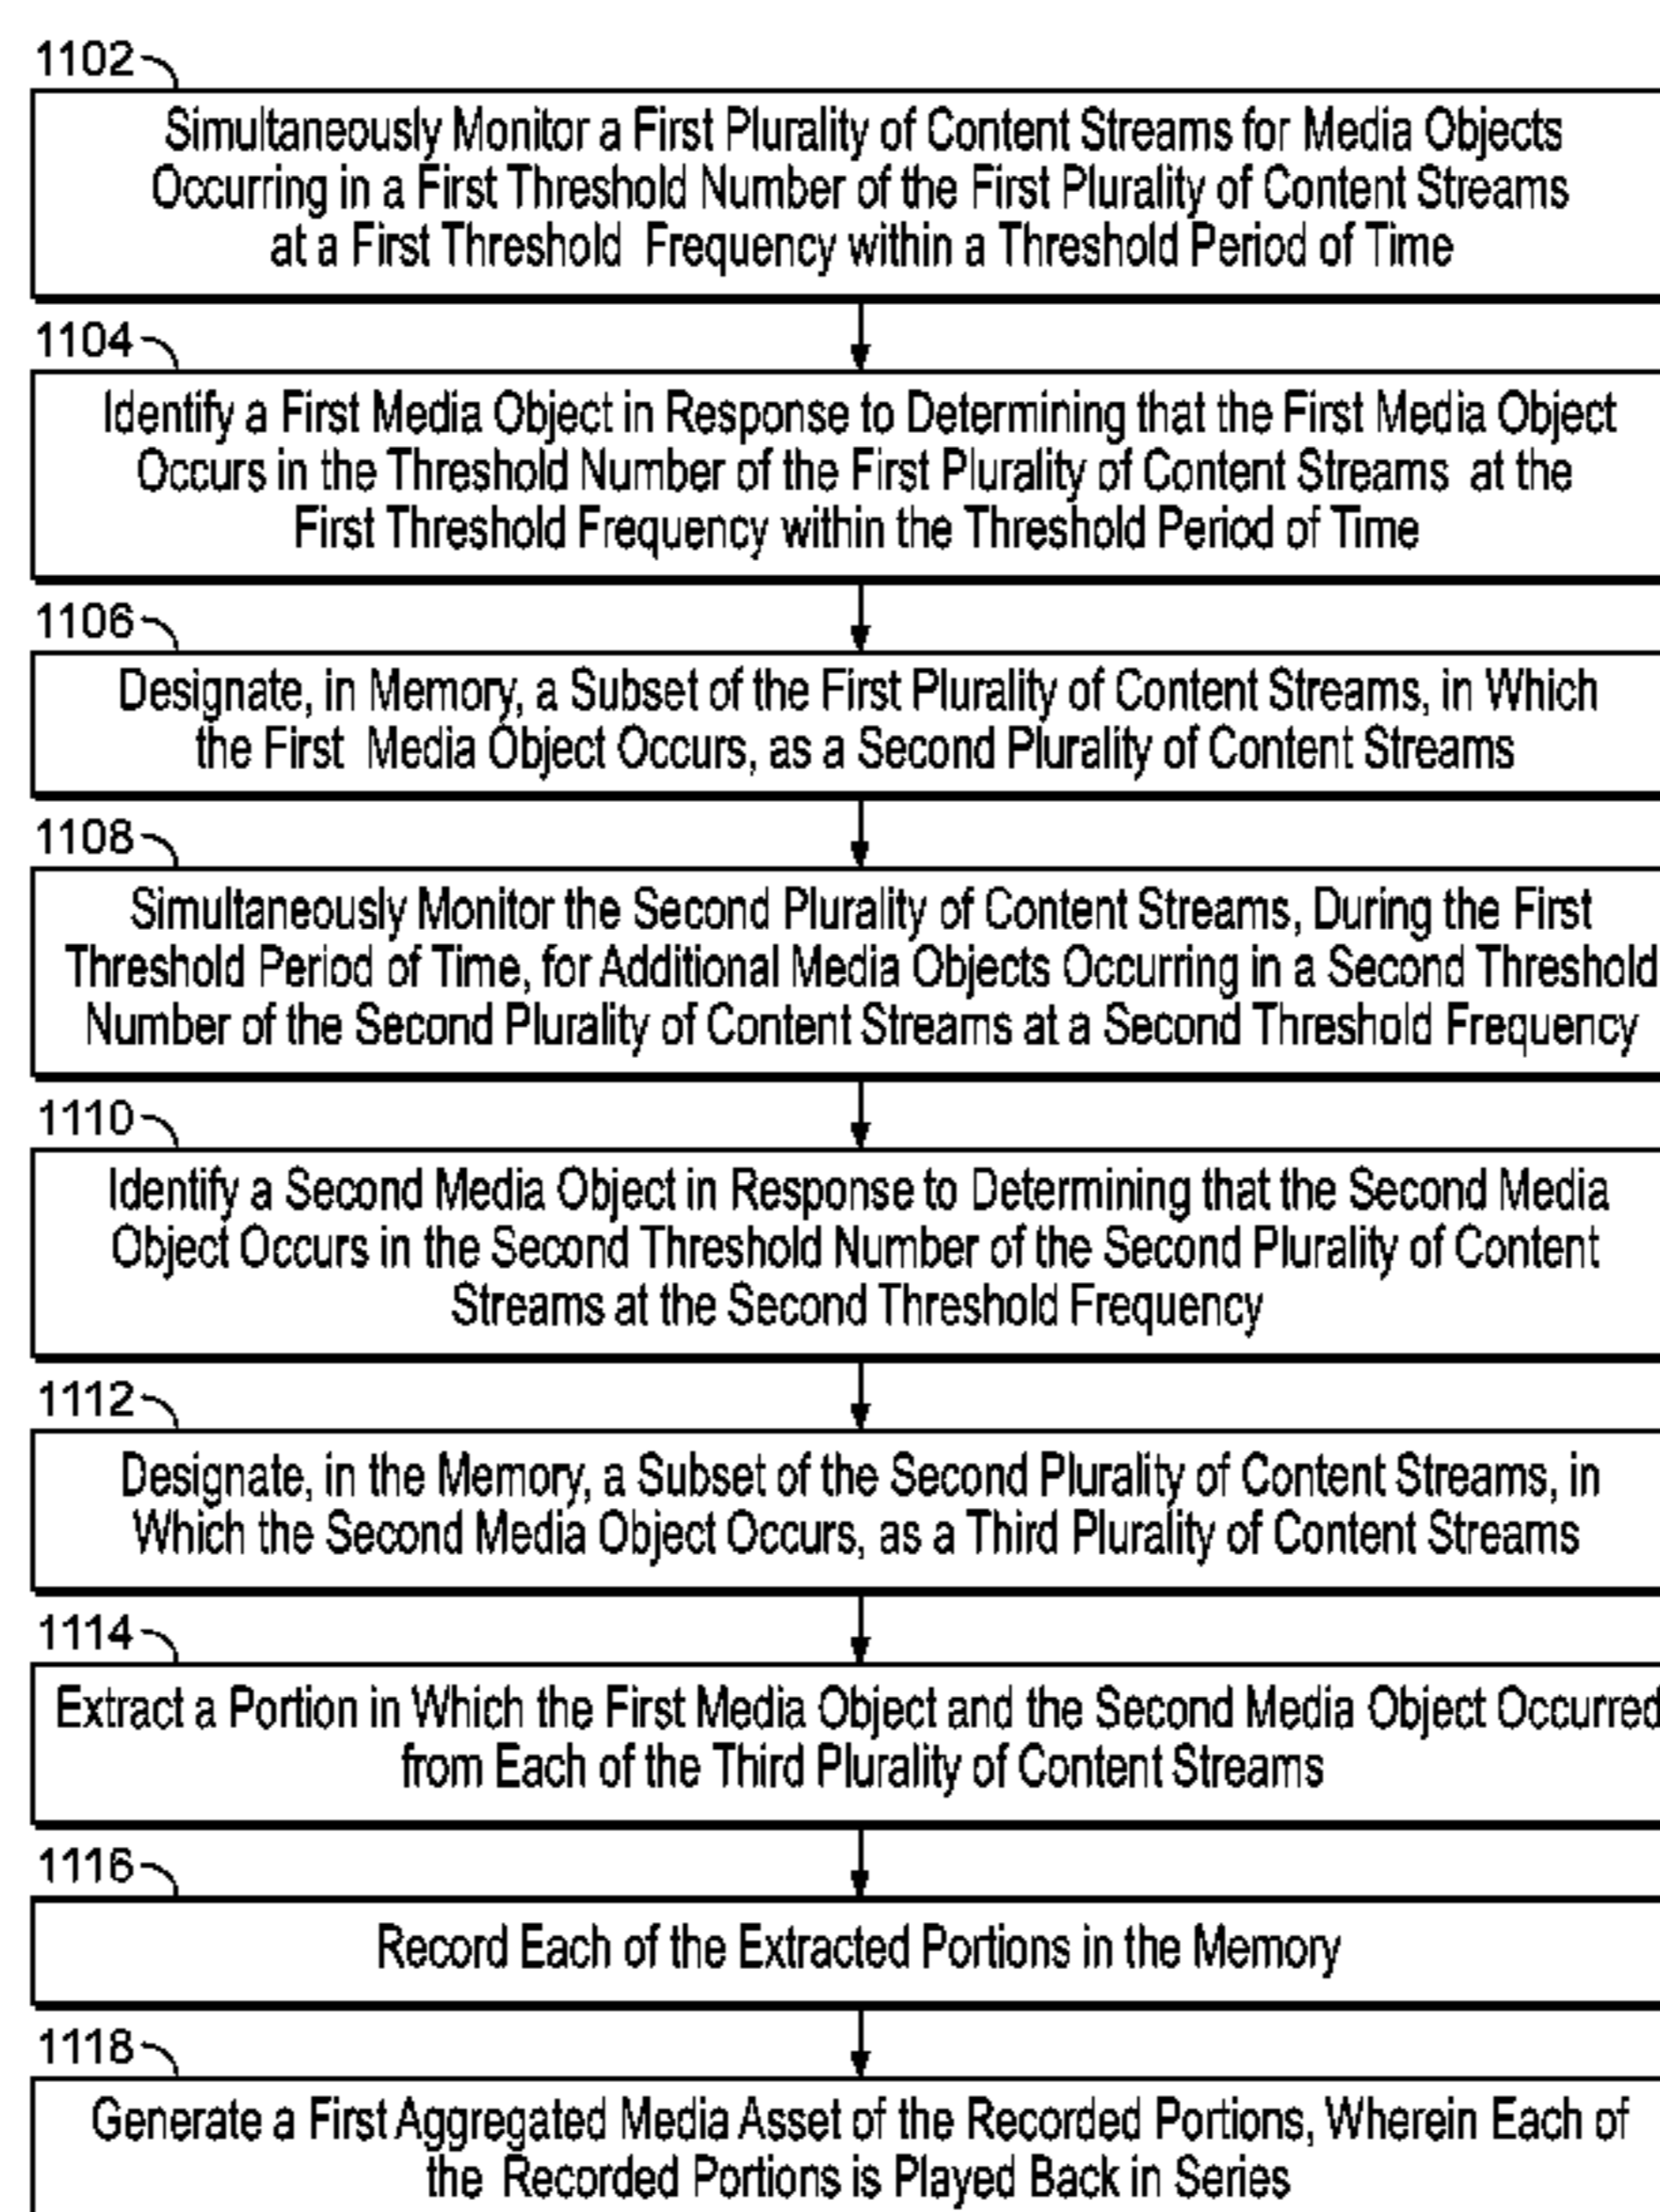 1102
Simultaneously Monitor a First Plurality of Content Streams for Media Objects
Occurring in a First Threshold Number of the First Plurality of Content Streams
at a First Threshold Frequency within a Threshold Period of Time
1104
Identify a First Media Object in Response to Determining that the First Media Object
Occurs in the Threshold Number of the First Plurality of Content Streams at the
First Threshold Frequency within the Threshold Period of Time
1106
Designate, in Memory, a Subset of the First Plurality of Content Streams, in Which
the First Media Object Occurs, as a Second Plurality of Content Streams
1108
Simultaneously Monitor the Second Plurality of Content Streams, During the First
Threshold Period of Time, for Additional Media Objects Occurring in a Second Threshold
Number of the Second Plurality of Content Streams at a Second Threshold Frequency
1110
Identify a Second Media Object in Response to Determining that the Second Media
Object Occurs in the Second Threshold Number of the Second Plurality of Content
Streams at the Second Threshold Frequency
1112
Designate, in the Memory, a Subset of the Second Plurality of Content Streams, in
Which the Second Media Object Occurs, as a Third Plurality of Content Streams
1114
Extract a Portion in Which the First Media Object and the Second Media Object Occurred
from Each of the Third Plurality of Content Streams
1116
Record Each of the Extracted Portions in the Memory
1118
Generate a First Aggregated Media Asset of the Recorded Portions, Wherein Each of
the Recorded Portions is Played Back in Series